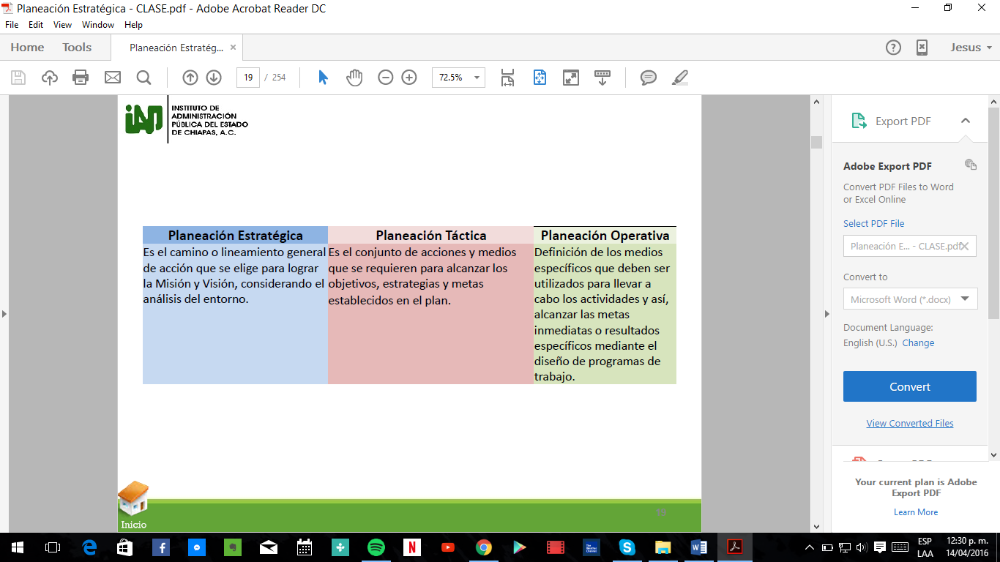 Planeación Estratégica - CLASE.pdf - Adobe Acrobat Reader DC
File Edit View Window Help
Home Tools Planeación Estratég... ×
Jesus
19 / 254
72.5%
INSTITUTO DE
ADMINISTRACIÓN
PÚBLICA DEL ESTADO
DE CHIAPAS, A.C.
Planeación Estratégica
Es el camino o lineamiento general
de acción que se elige para lograr
la Misión y Visión, considerando el
análisis del entorno.
Planeación Táctica
Es el conjunto de acciones y medios
que se requieren para alcanzar los
objetivos, estrategias y metas
establecidos en el plan.
Planeación Operativa
Definición de los medios
específicos que deben ser
utilizados para llevar a
cabo los actividades y así,
alcanzar las metas
inmediatas o resultados
específicos mediante el
diseño de programas de
trabajo.
Inicio
19
Export PDF
Adobe Export PDF
Convert PDF Files to Word
or Excel Online
Select PDF File
Planeación E... - CLASE.pdf
Convert to
Microsoft Word (*.docx)
Document Language:
English (U.S.) Change
Convert
View Converted Files
Your current plan is Adobe
Export PDF
Learn More
ESP
LAA
12:30 p. m.
14/04/2016